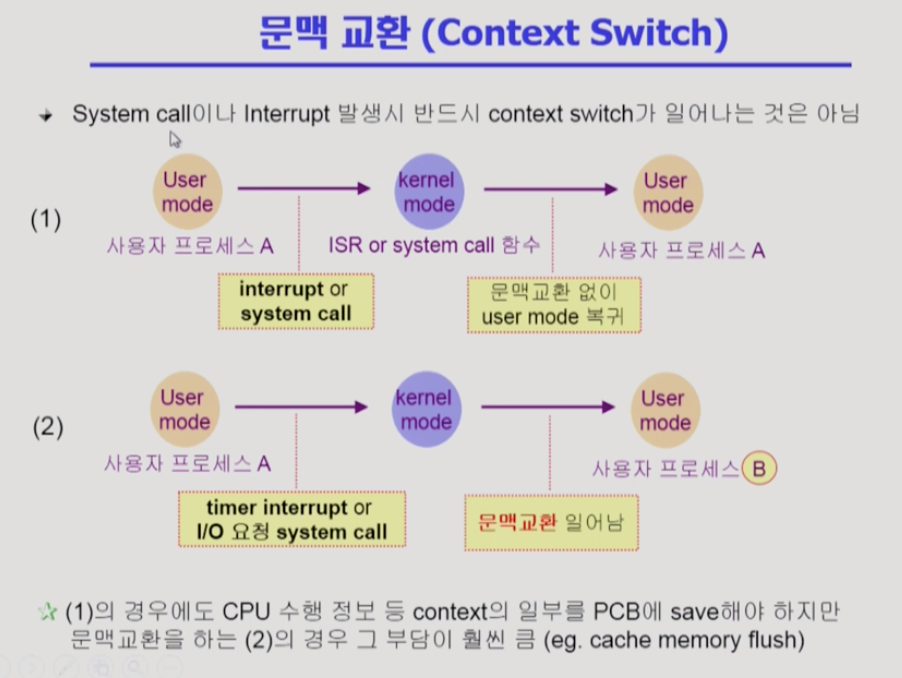 문맥 교환 (Context Switch)
System call이나 Interrupt 발생시 반드시 context switch가 일어나는 것은 아님
(1)
User
mode
kernel
mode
User
mode
사용자 프로세스 A
ISR or system call 함수
사용자 프로세스 A
interrupt or
system call
문맥교환 없이
user mode 복귀
(2)
User
mode
kernel
mode
User
mode
사용자 프로세스 A
사용자 프로세스 B
timer interrupt or
I/O 요청 system call
문맥교환 일어남
(1)의 경우에도 CPU 수행 정보 등 context의 일부를 PCB에 save해야 하지만
문맥교환을 하는 (2)의 경우 그 부담이 훨씬 큼 (eg. cache memory flush)